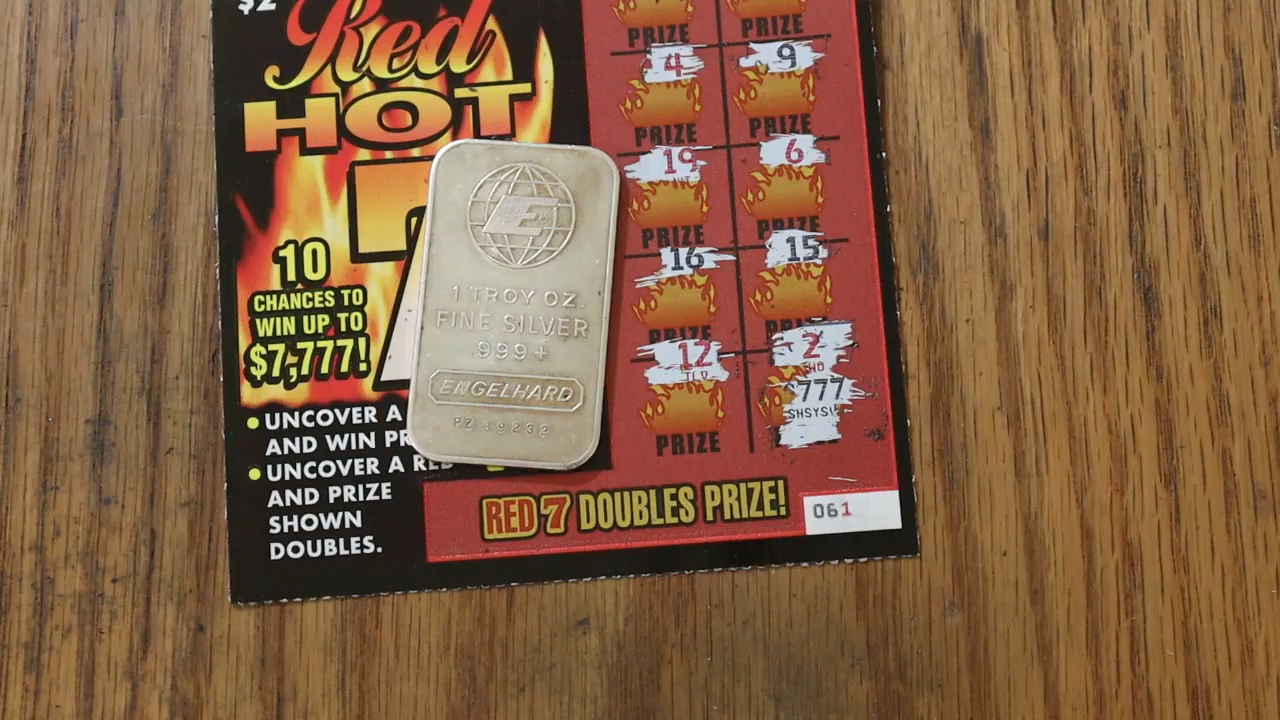 $2
Red
HOT
7
10
CHANCES TO
WIN UP TO
$7,777!
UNCOVER A
AND WIN PR
UNCOVER A RED
AND PRIZE
SHOWN
DOUBLES.
E
1 TROY OZ.
FINE SILVER
999+
ENGELHARD
PRIZE PRIZE
4 9
PRIZE PRIZE
19 6
PRIZE PRIZE
16 15
PRIZE
12 2
777
PRIZE
RED 7 DOUBLES PRIZE!
061